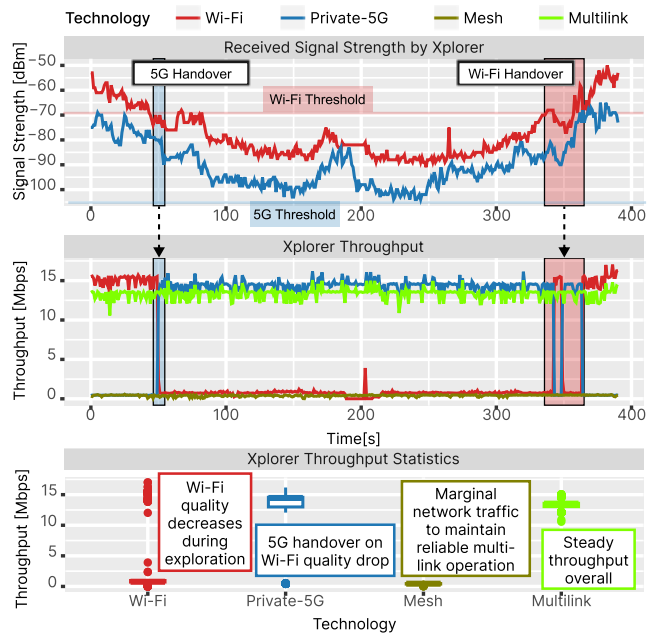 Technology Wi-Fi Private-5G Mesh Multilink
Received Signal Strength by Xplorer
Signal Strength [dBm]
−50
−60
−70
−80
−90
−100
5G Handover
Wi-Fi Handover
Wi-Fi Threshold
5G Threshold
0 100 200 300 400
Xplorer Throughput
Throughput [Mbps]
15
10
5
0
0 100 200 300 400
Time[s]
Xplorer Throughput Statistics
Throughput [Mbps]
15
10
5
0
Wi-Fi
quality
decreases
during
exploration
5G handover on
Wi-Fi quality drop
Marginal
network traffic
to maintain
reliable multi-
link operation
Steady
throughput
overall
Wi-Fi Private-5G Mesh Multilink
Technology